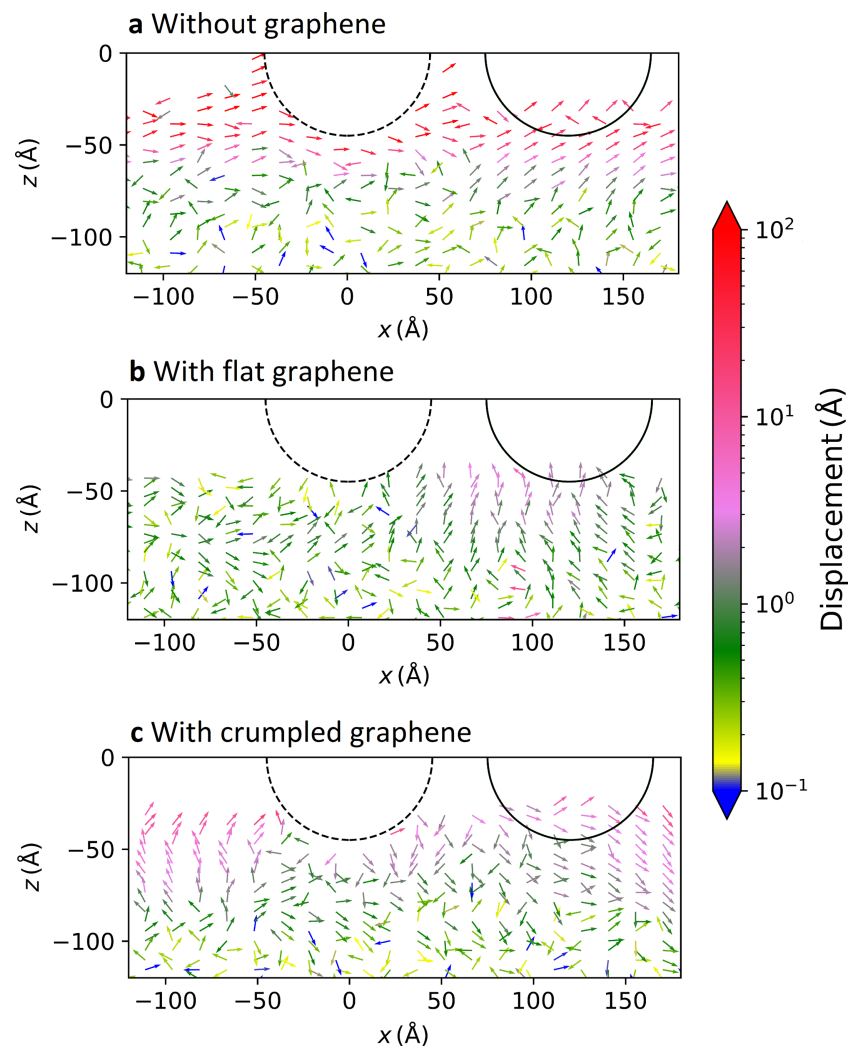 a Without graphene
0
−50
−100
z (Å)
−100 −50 0 50 100 150
x (Å)
b With flat graphene
0
−50
−100
z (Å)
−100 −50 0 50 100 150
x (Å)
c With crumpled graphene
0
−50
−100
z (Å)
−100 −50 0 50 100 150
x (Å)
10²
10¹
10⁰
10⁻¹
Displacement (Å)